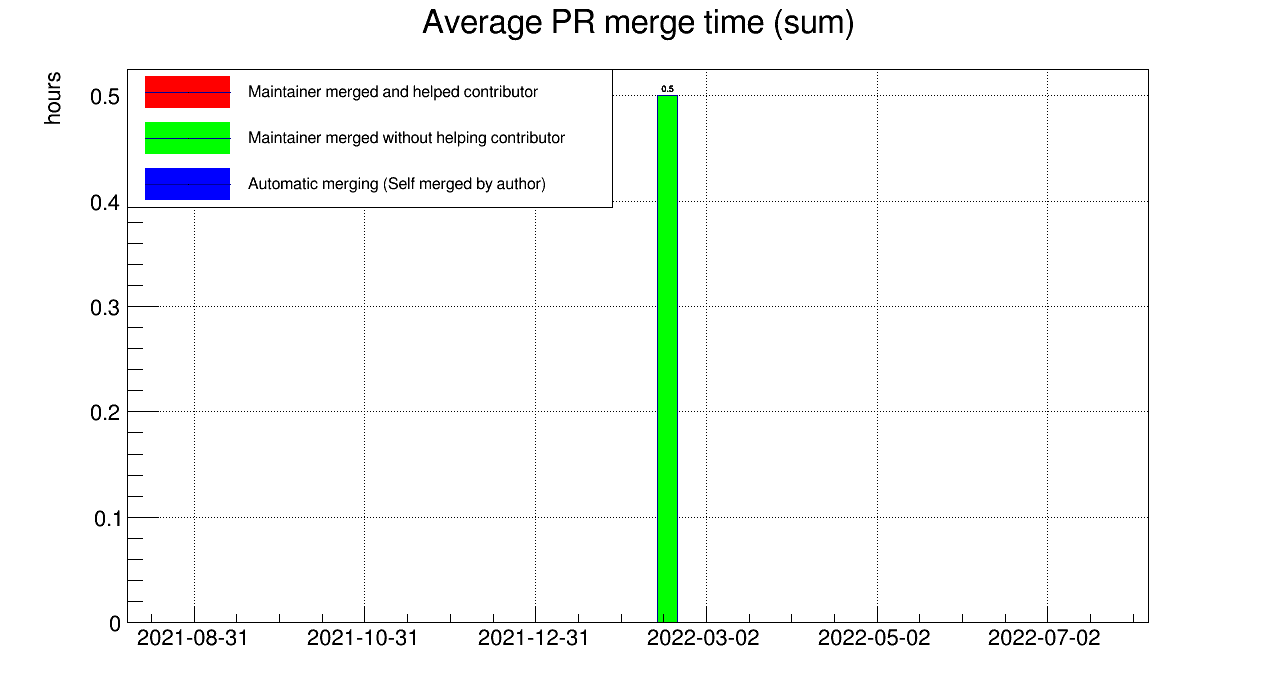 Average PR merge time (sum)
hours
0.5
0.4
0.3
0.2
0.1
0
Maintainer merged and helped contributor
Maintainer merged without helping contributor
Automatic merging (Self merged by author)
0.5
2021-08-31
2021-10-31
2021-12-31
2022-03-02
2022-05-02
2022-07-02